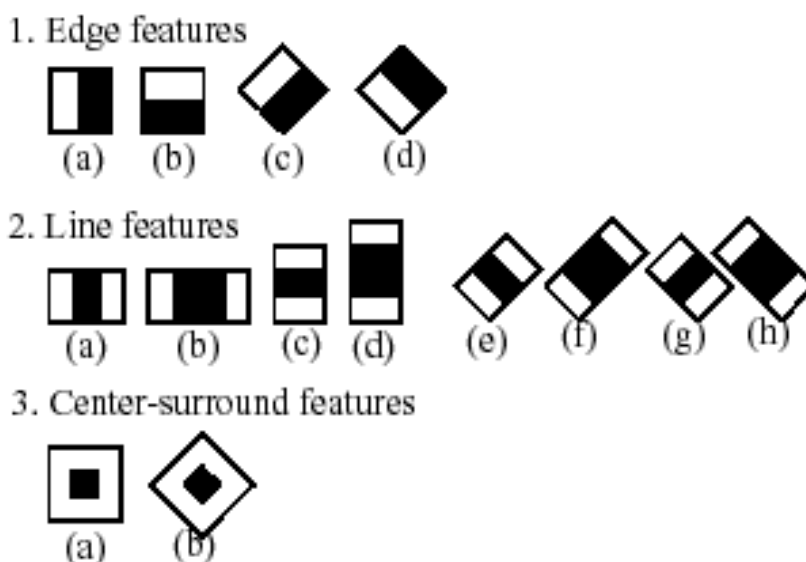 1. Edge features
(a) (b) (c) (d)
2. Line features
(a) (b) (c) (d) (e) (f) (g) (h)
3. Center-surround features
(a) (b)